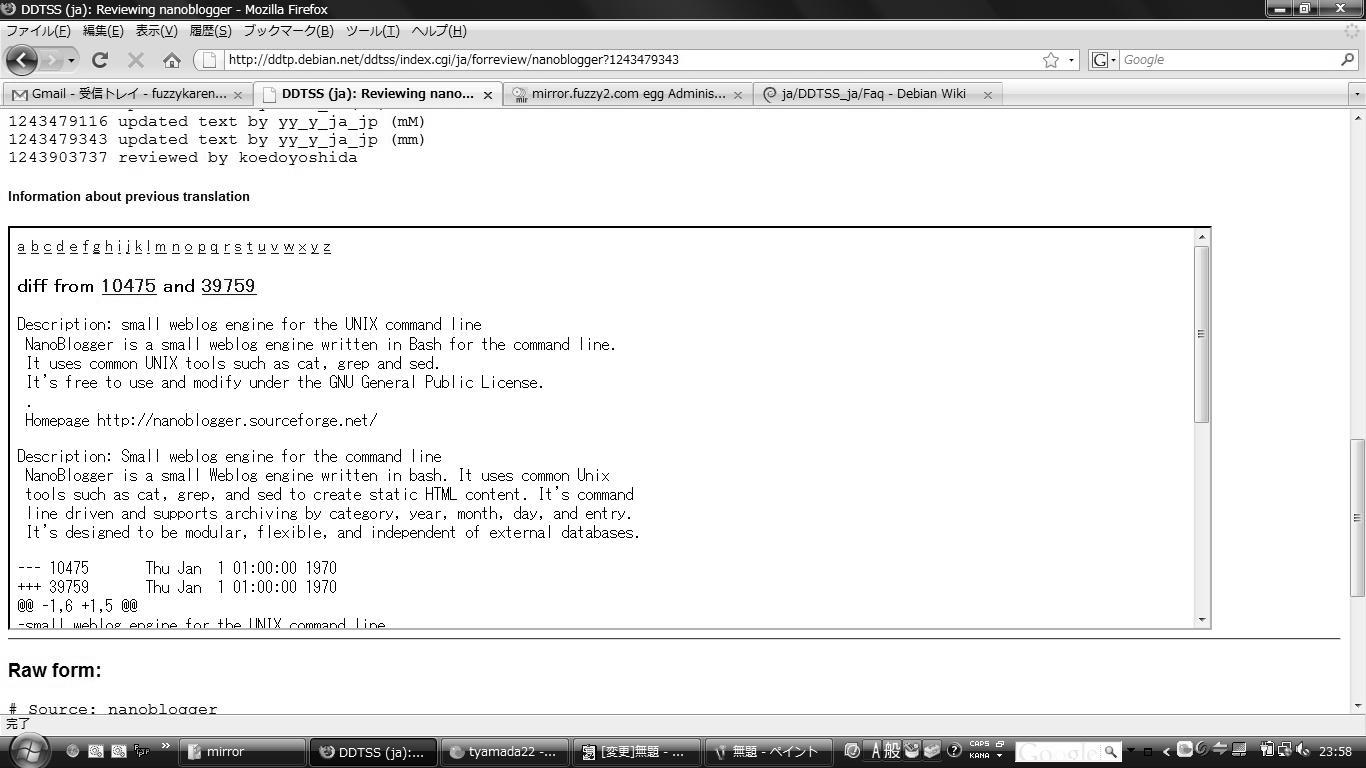 DDTSS (ja): Reviewing nanoblogger - Mozilla Firefox
ファイル(F) 編集(E) 表示(V) 履歴(S) ブックマーク(B) ツール(T) ヘルプ(H)
http://ddtp.debian.net/ddtss/index.cgi/ja/forreview/nanoblogger?1243479343
G Google
Gmail - 受信トレイ - fuzzykaren...
DDTSS (ja): Reviewing nano...
mirror.fuzzy2.com egg Adminis...
ja/DDTSS_ja/Faq - Debian Wiki
1243479116 updated text by yy_y_ja_jp (mM)
1243479343 updated text by yy_y_ja_jp (mm)
1243903737 reviewed by koedoyoshida
Information about previous translation
a b c d e f g h i j k l m n o p q r s t u v w x y z
diff from 10475 and 39759
Description: small weblog engine for the UNIX command line
NanoBlogger is a small weblog engine written in Bash for the command line.
It uses common UNIX tools such as cat, grep and sed.
It's free to use and modify under the GNU General Public License.
.
Homepage http://nanoblogger.sourceforge.net/
Description: Small weblog engine for the command line
NanoBlogger is a small Weblog engine written in bash. It uses common Unix
tools such as cat, grep, and sed to create static HTML content. It's command
line driven and supports archiving by category, year, month, day, and entry.
It's designed to be modular, flexible, and independent of external databases.
--- 10475 Thu Jan 1 01:00:00 1970
+++ 39759 Thu Jan 1 01:00:00 1970
@@ -1,6 +1,5 @@
-small weblog engine for the UNIX command line
Raw form:
# Source: nanoblogger
完了
mirror
DDTSS (ja):...
tyamada22 -...
[変更]無題 - ...
無題 - ペイント
A 般
CAPS
KANA
Google
23:58